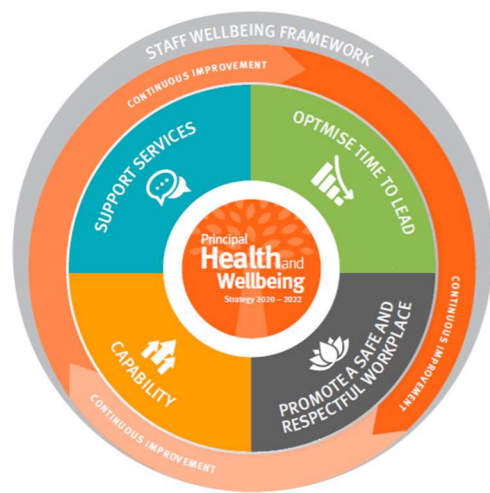 STAFF WELLBEING FRAMEWORK
CONTINUOUS IMPROVEMENT
SUPPORT SERVICES
OPTMISE TIME TO LEAD
Principal
Health and
Wellbeing
Strategy 2020 – 2022
CONTINUOUS IMPROVEMENT
CAPABILITY
PROMOTE A SAFE AND
RESPECTFUL WORKPLACE
CONTINUOUS IMPROVEMENT